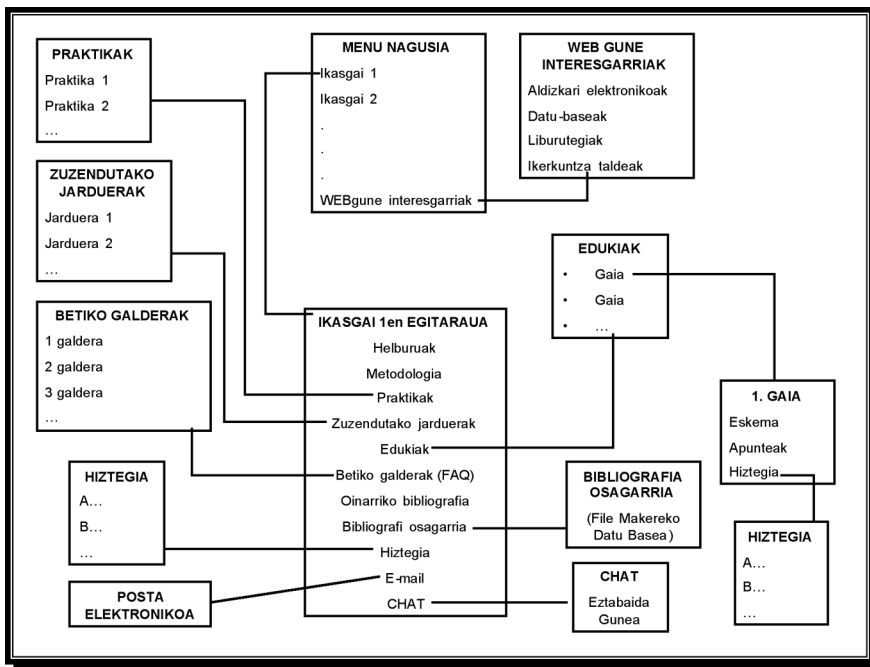 PRAKTIKAK
Praktika 1
Praktika 2
…
ZUZENDUTAKO
JARDUERAK
Jarduera 1
Jarduera 2
…
BETIKO GALDERAK
1 galdera
2 galdera
3 galdera
…
HIZTEGIA
A…
B…
…
POSTA
ELEKTRONIKOA
MENU NAGUSIA
Ikasgai 1
Ikasgai 2
.
.
.
WEBgune interesgarriak
IKASGAI 1en EGITARAUA
Helburuak
Metodologia
Praktikak
Zuzendutako jarduerak
Edukiak
Betiko galderak (FAQ)
Oinarriko bibliografia
Bibliografi osagarria
Hiztegia
E-mail
CHAT
WEB GUNE
INTERESGARRIAK
Aldizkari elektronikoak
Datu-baseak
Liburutegiak
Ikerkuntza taldeak
EDUKIAK
• Gaia
• Gaia
• …
1. GAIA
Eskema
Apunteak
Hiztegia
BIBLIOGRAFIA
OSAGARRIA
(File Makereko
Datu Basea)
CHAT
Eztabaida
Gunea
HIZTEGIA
A…
B…
…